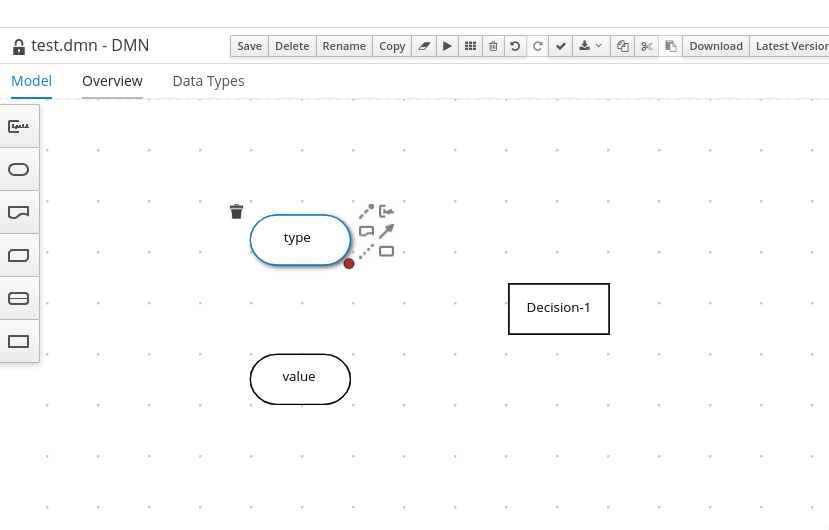 test.dmn - DMN
Save Delete Rename Copy Download Latest Version
Model Overview Data Types
type
Decision-1
value